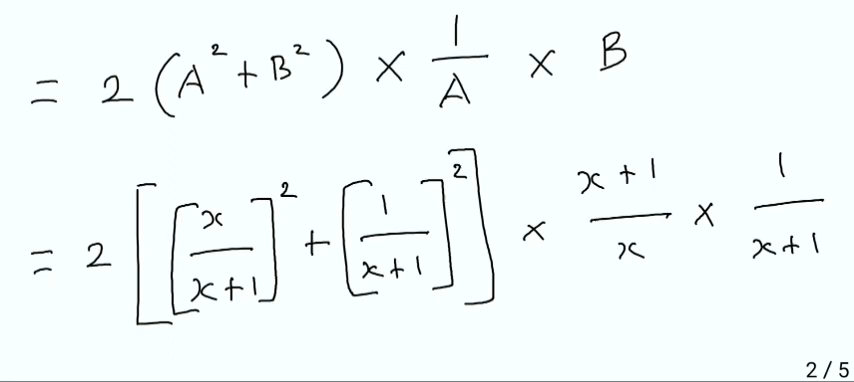 = 2 (A² + B²) × 1/A × B
= 2 [[x/(x+1)]² + [1/(x+1)]²] × (x+1)/x × 1/(x+1)
2/5